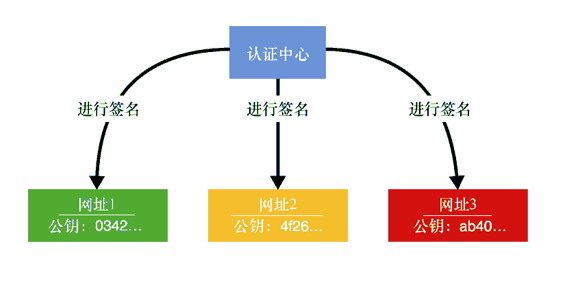 认证中心
进行签名
进行签名
进行签名
网址1
公钥：0342...
网址2
公钥：4f26...
网址3
公钥：ab40...